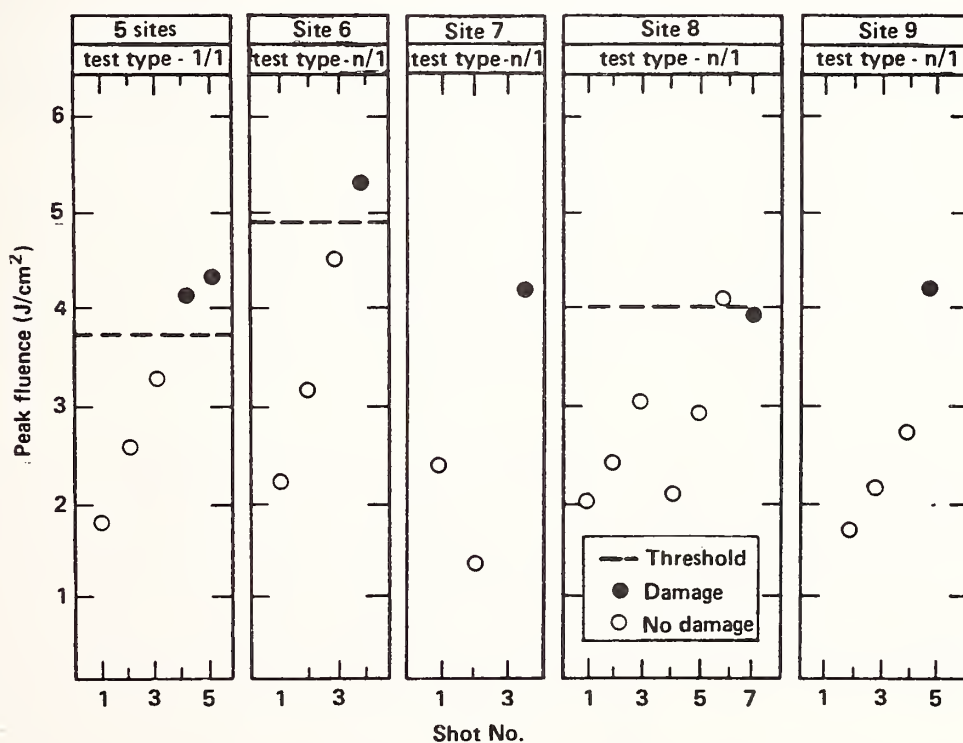 5 sites
test type - 1/1
Site 6
test type - n/1
Site 7
test type - n/1
Site 8
test type - n/1
Site 9
test type - n/1
Peak fluence (J/cm²)
6
5
4
3
2
1
Threshold
Damage
No damage
1 3 5
1 3
1 3
1 3 5 7
1 3 5
Shot No.